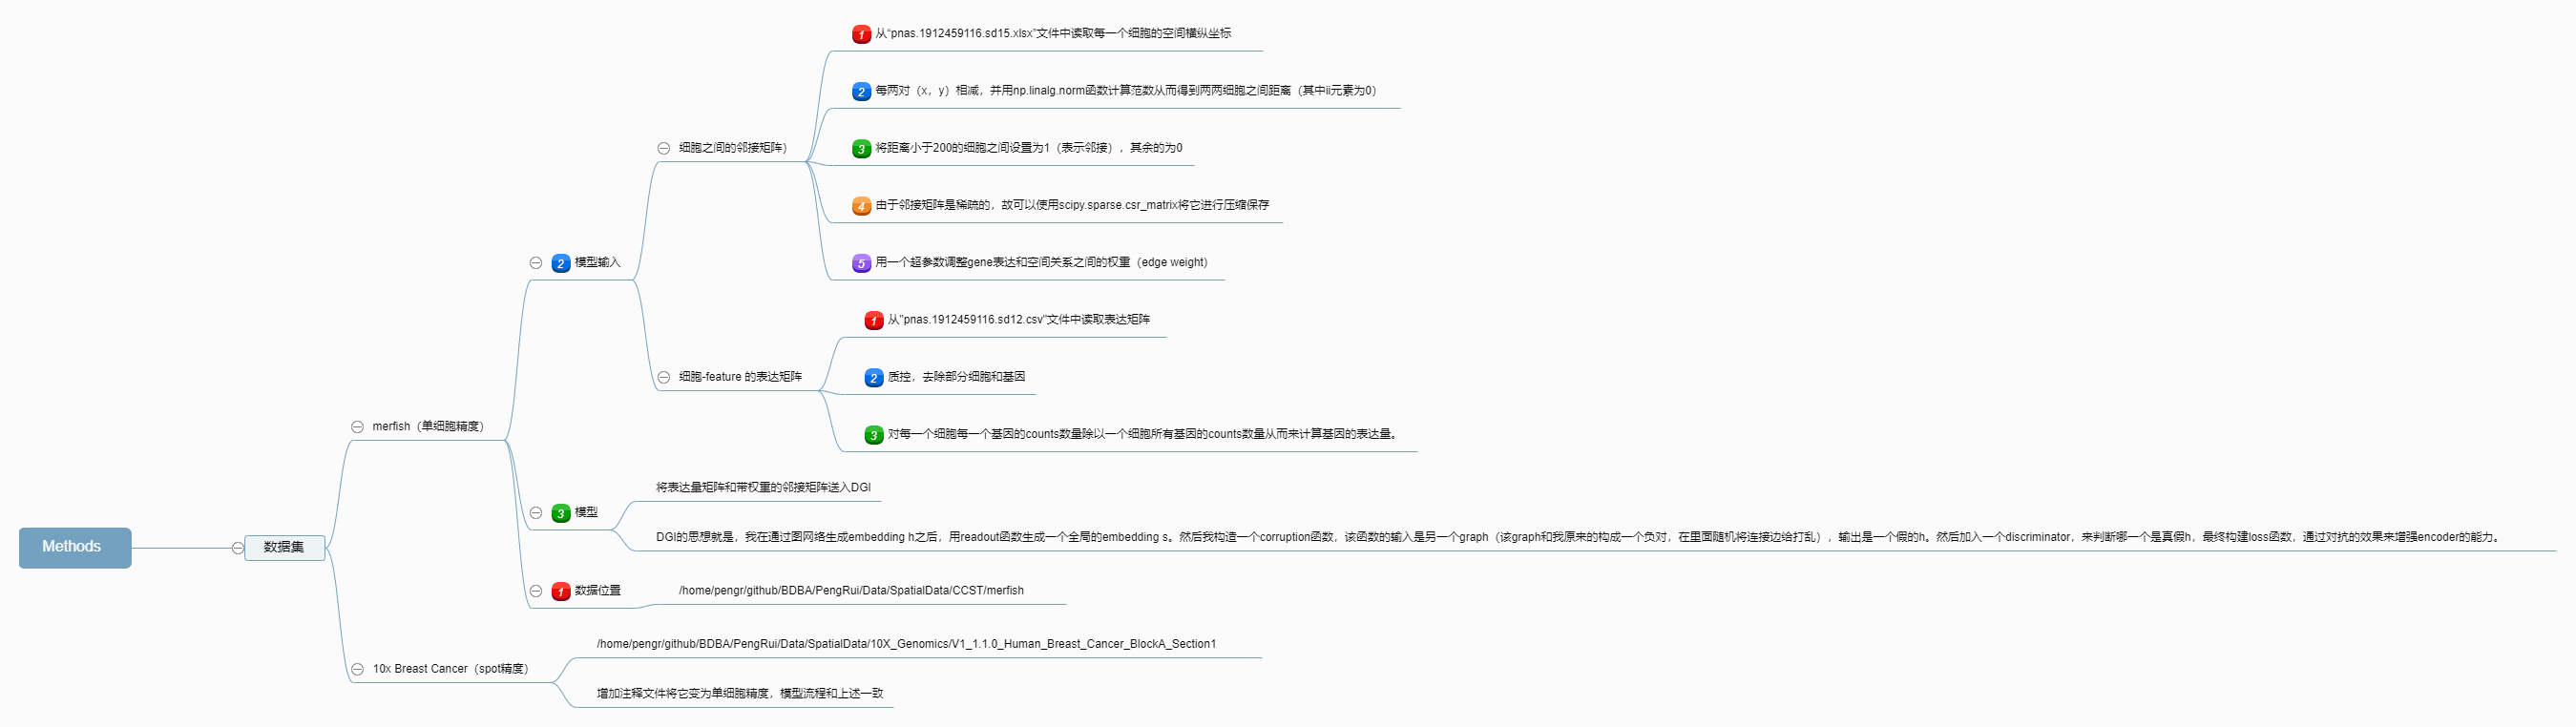 Methods
数据集
merfish（单细胞精度）
2 模型输入
细胞之间的邻接矩阵）
1 从“pnas.1912459116.sd15.xlsx”文件中读取每一个细胞的空间横纵坐标
2 每两对（x，y）相减，并用np.linalg.norm函数计算范数从而得到两两细胞之间距离（其中ii元素为0）
3 将距离小于200的细胞之间设置为1（表示邻接），其余的为0
4 由于邻接矩阵是稀疏的，故可以使用scipy.sparse.csr_matrix将它进行压缩保存
5 用一个超参数调整gene表达和空间关系之间的权重（edge weight）
细胞-feature 的表达矩阵
1 从"pnas.1912459116.sd12.csv"文件中读取表达矩阵
2 质控，去除部分细胞和基因
3 对每一个细胞每一个基因的counts数量除以一个细胞所有基因的counts数量从而来计算基因的表达量。
3 模型
将表达量矩阵和带权重的邻接矩阵送入DGI
DGI的思想就是，我在通过图网络生成embedding h之后，用readout函数生成一个全局的embedding s。然后我构造一个corruption函数，该函数的输入是另一个graph（该graph和我原来的构成一个负对，在里面随机将连接边给打乱），输出是一个假的h。然后加入一个discriminator，来判断哪一个是真假h，最终构建loss函数，通过对抗的效果来增强encoder的能力。
1 数据位置
/home/pengr/github/BDBA/PengRui/Data/SpatialData/CCST/merfish
10x Breast Cancer（spot精度）
/home/pengr/github/BDBA/PengRui/Data/SpatialData/10X_Genomics/V1_1.1.0_Human_Breast_Cancer_BlockA_Section1
增加注释文件将它变为单细胞精度，模型流程和上述一致